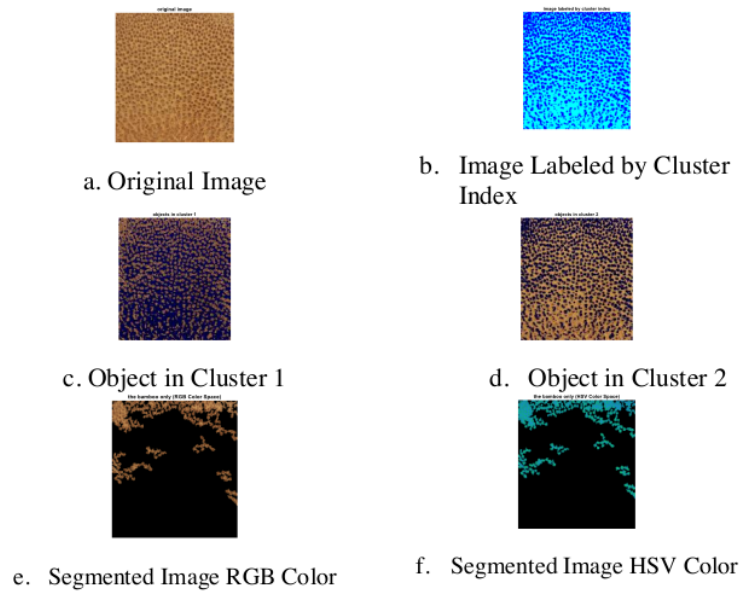 original image
image labeled by cluster index
a. Original Image
b. Image Labeled by Cluster
Index
objects in cluster 1
objects in cluster 2
c. Object in Cluster 1
d. Object in Cluster 2
the bamboo only (RGB Color Space)
the bamboo only (HSV Color Space)
e. Segmented Image RGB Color
f. Segmented Image HSV Color